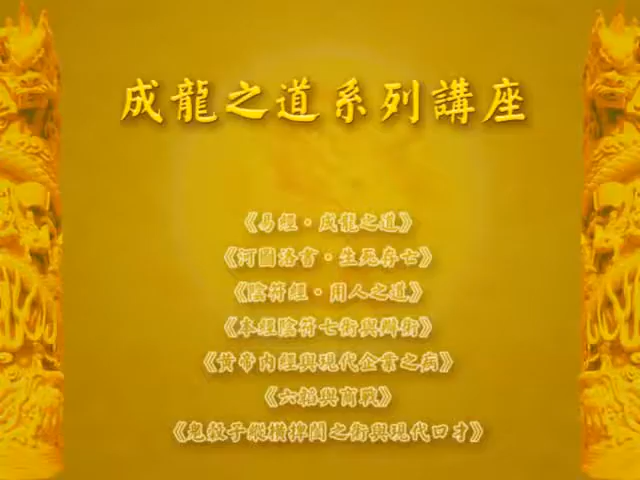 成龍之道系列講座
《易經·成龍之道》
《河圖洛書·生死存亡》
《陰符經·用人之道》
《本經陰符七術與辦術》
《黃帝內經與現代企業之病》
《六韜與商戰》
《鬼谷子縱橫捭闔之術與現代口才》